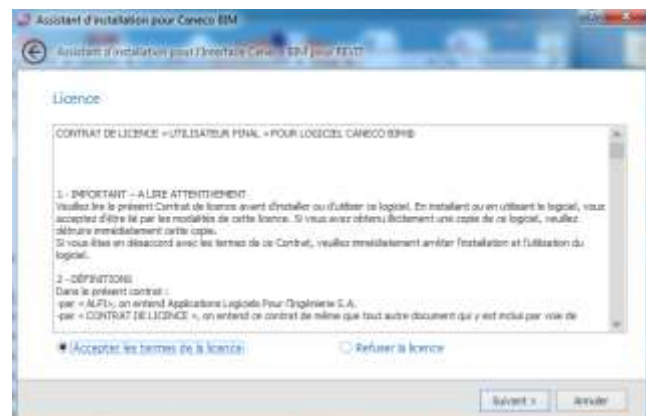 Assistant d'installation pour Caneco BIM
Assistant d'installation pour l'Interface Caneco BIM pour REVIT
Licence
CONTRAT DE LICENCE « UTILISATEUR FINAL » POUR LOGICIEL CANECO BIM®
1 - IMPORTANT – A LIRE ATTENTIVEMENT
Veuillez lire le présent Contrat de licence avant d'installer ou d'utiliser ce logiciel. En installant ou en utilisant le logiciel, vous
acceptez d'être lié par les modalités de cette licence. Si vous avez obtenu illicitement une copie de ce logiciel, veuillez
détruire immédiatement cette copie.
Si vous êtes en désaccord avec les termes de ce Contrat, veuillez immédiatement arrêter l'installation et l'utilisation du
logiciel.
2 - DÉFINITIONS
Dans le présent contrat :
-par « ALPI», on entend Applications Logiciels Pour l'Ingénierie S.A.
-par « CONTRAT DE LICENCE », on entend ce contrat de même que tout autre document qui y est inclus par voie de
Accepter les termes de la licence
Refuser la licence
Suivant >
Annuler